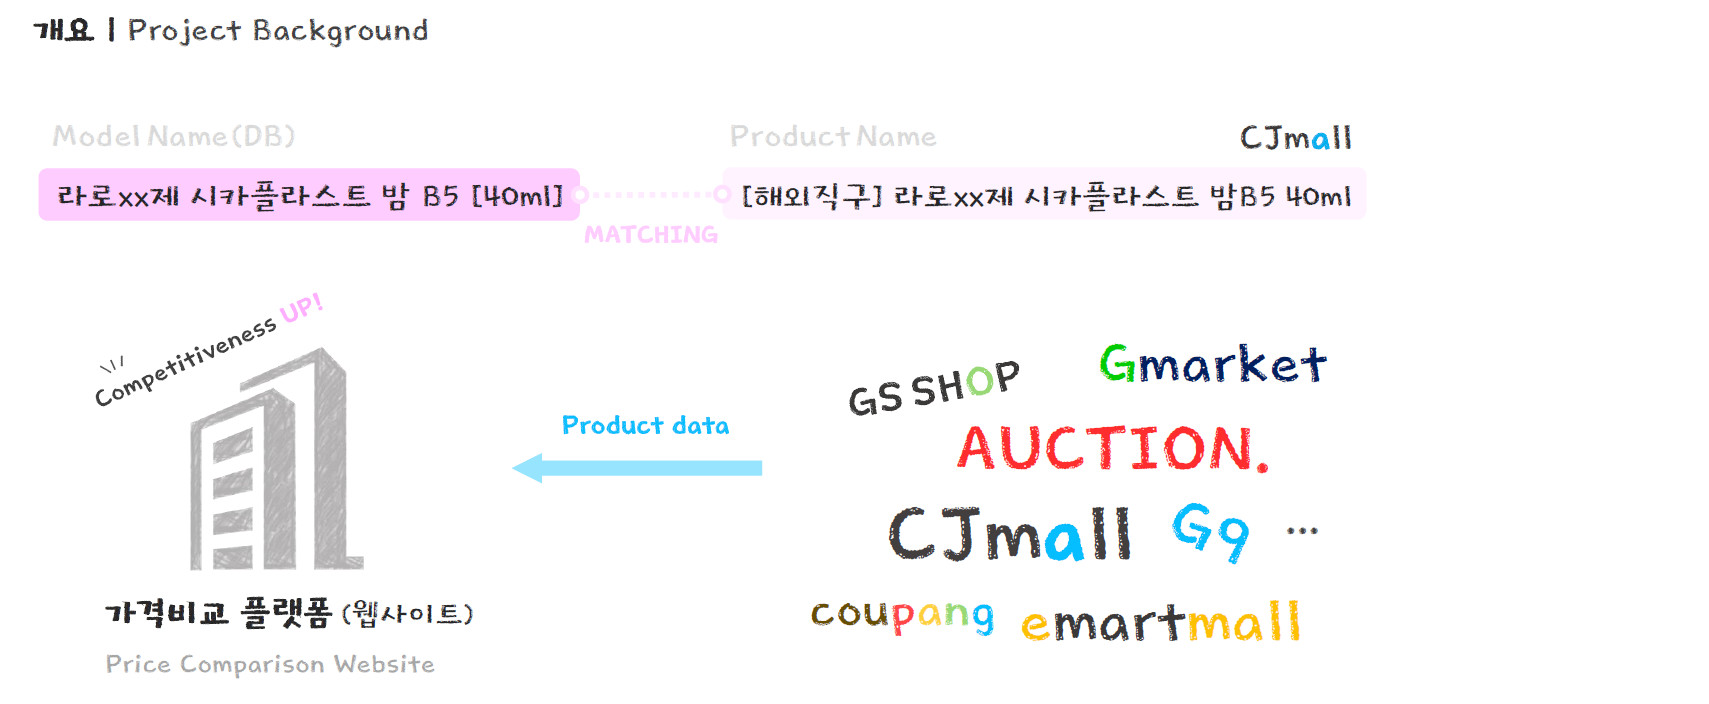 개요 | Project Background
Model Name(DB)
Product Name
CJmall
라로xx제 시카플라스트 밤 B5 [40ml]
[해외직구] 라로xx제 시카플라스트 밤B5 40ml
MATCHING
Competitiveness UP!
GS SHOP
Gmarket
Product data
AUCTION.
CJmall
G9
...
가격비교 플랫폼 (웹사이트)
coupang
emartmall
Price Comparison Website